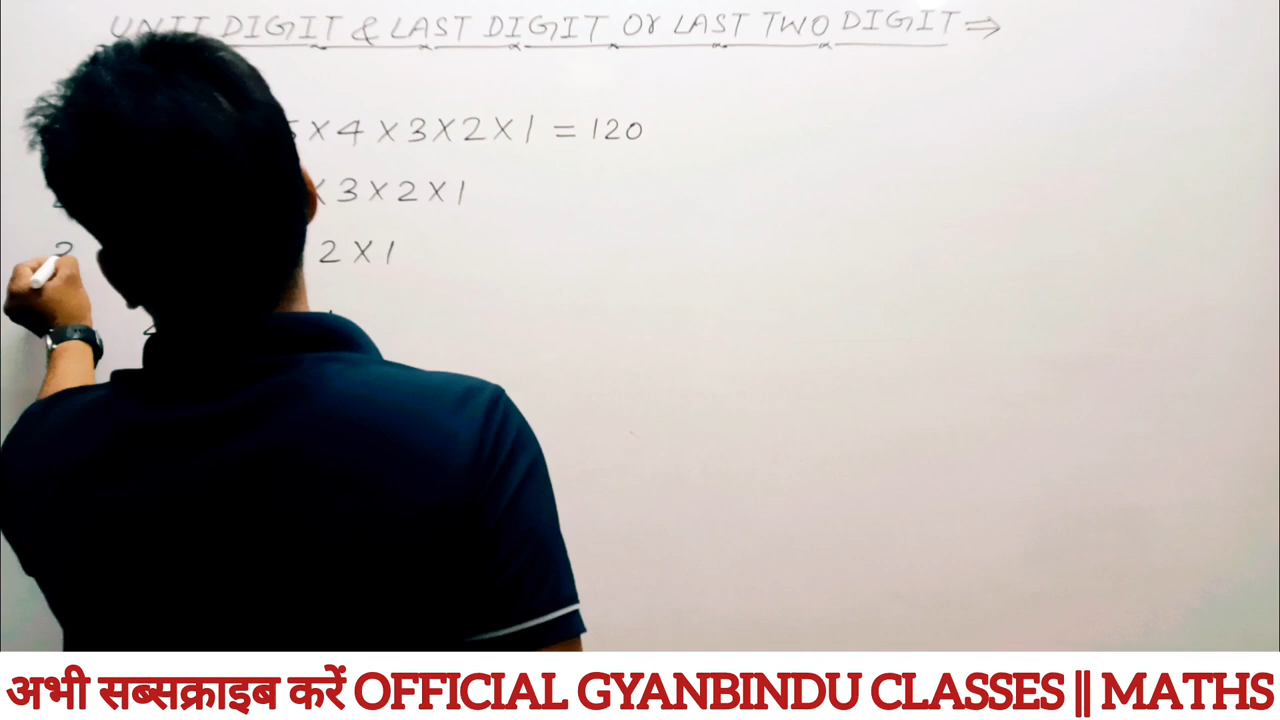 UNIT DIGIT & LAST DIGIT Or LAST TWO DIGIT ⇒
5 X 4 X 3 X 2 X 1 = 120
X 3 X 2 X 1
2 X 1
अभी सब्सक्राइब करें OFFICIAL GYANBINDU CLASSES || MATHS